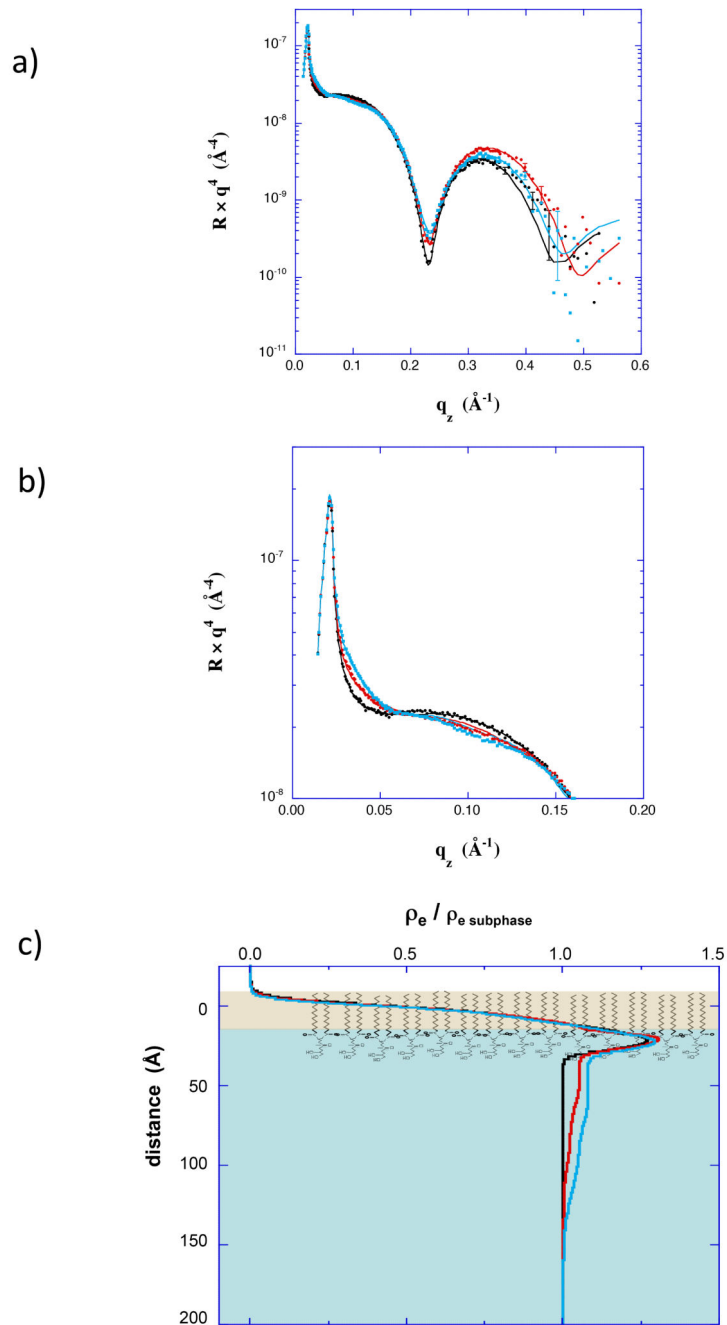 a)
10⁻⁷
10⁻⁸
10⁻⁹
10⁻¹⁰
10⁻¹¹
R × q⁴ (Å⁻⁴)
0.0 0.1 0.2 0.3 0.4 0.5 0.6
q_z (Å⁻¹)
b)
10⁻⁷
10⁻⁸
R × q⁴ (Å⁻⁴)
0.00 0.05 0.10 0.15 0.20
q_z (Å⁻¹)
c)
ρ_e / ρ_e subphase
0.0 0.5 1.0 1.5
0
50
100
150
200
distance (Å)